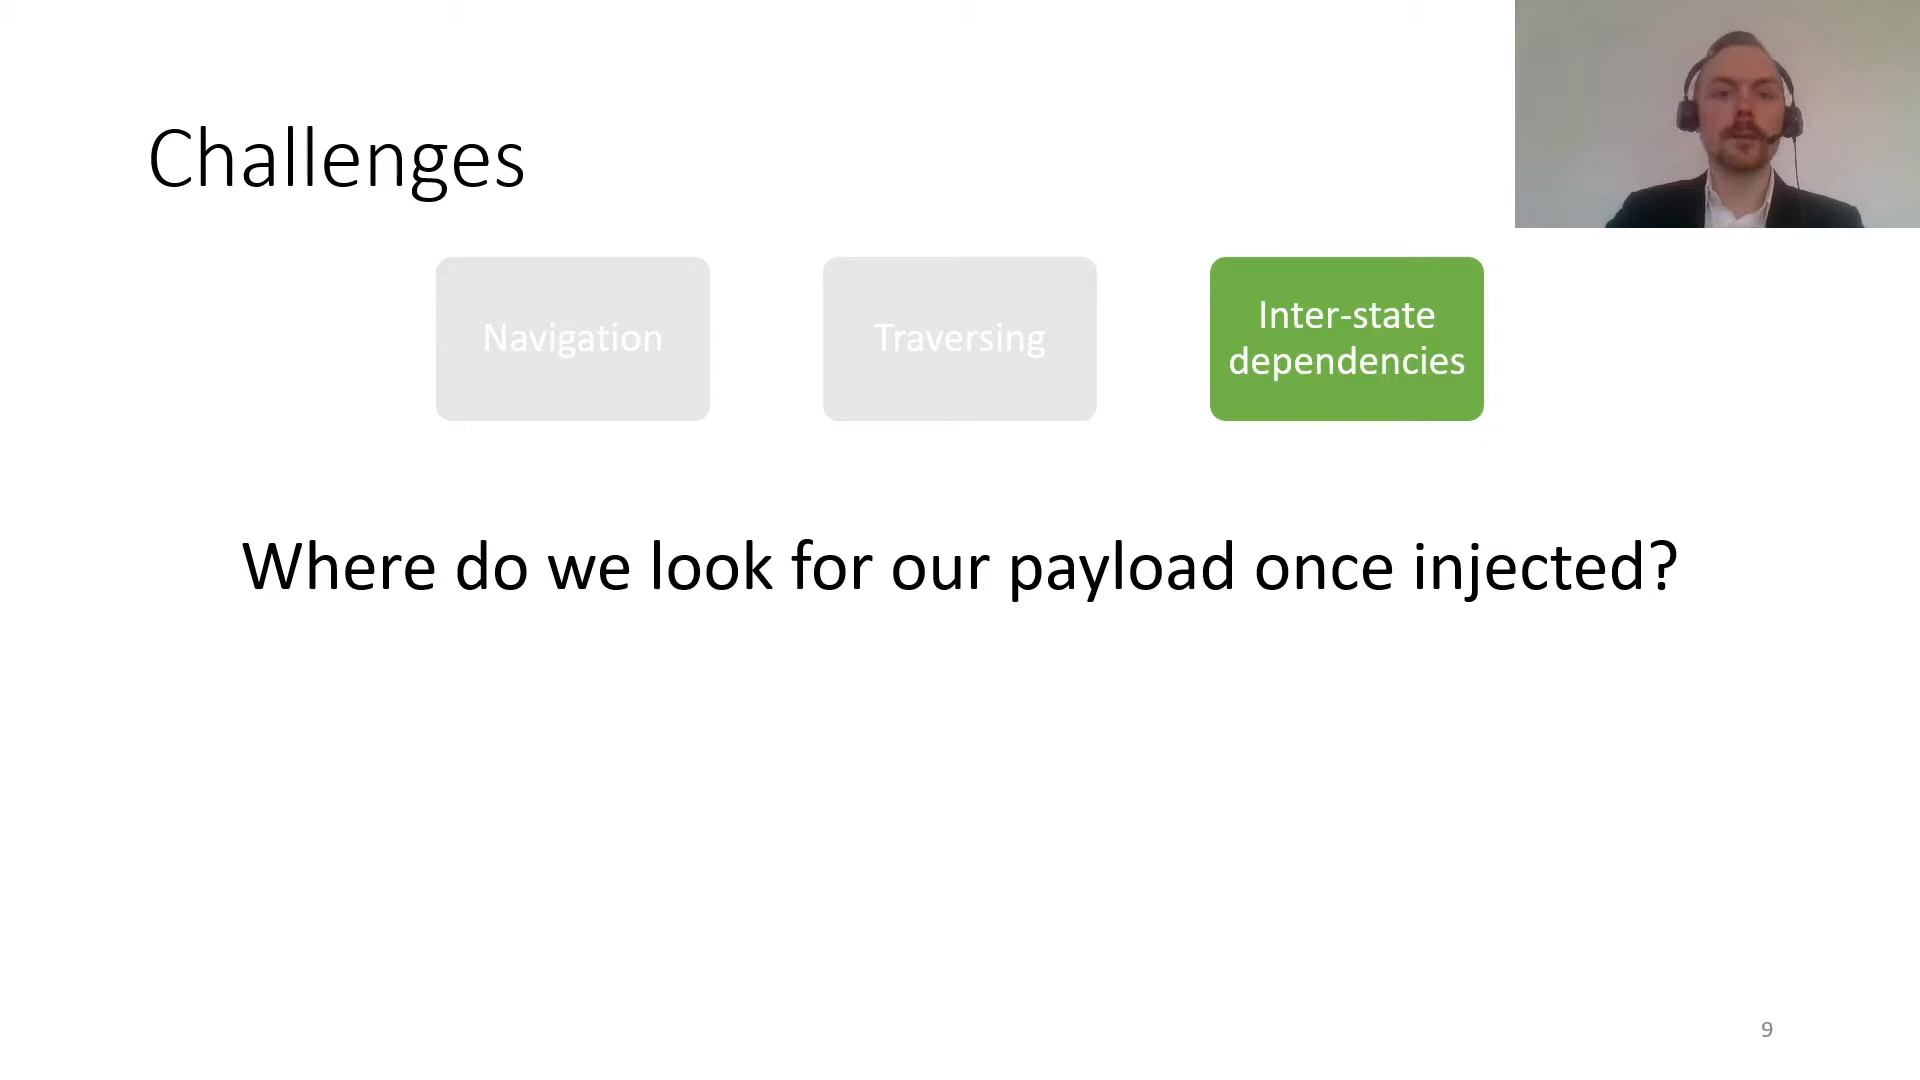 Challenges
Navigation
Traversing
Inter-state
dependencies
Where do we look for our payload once injected?
9